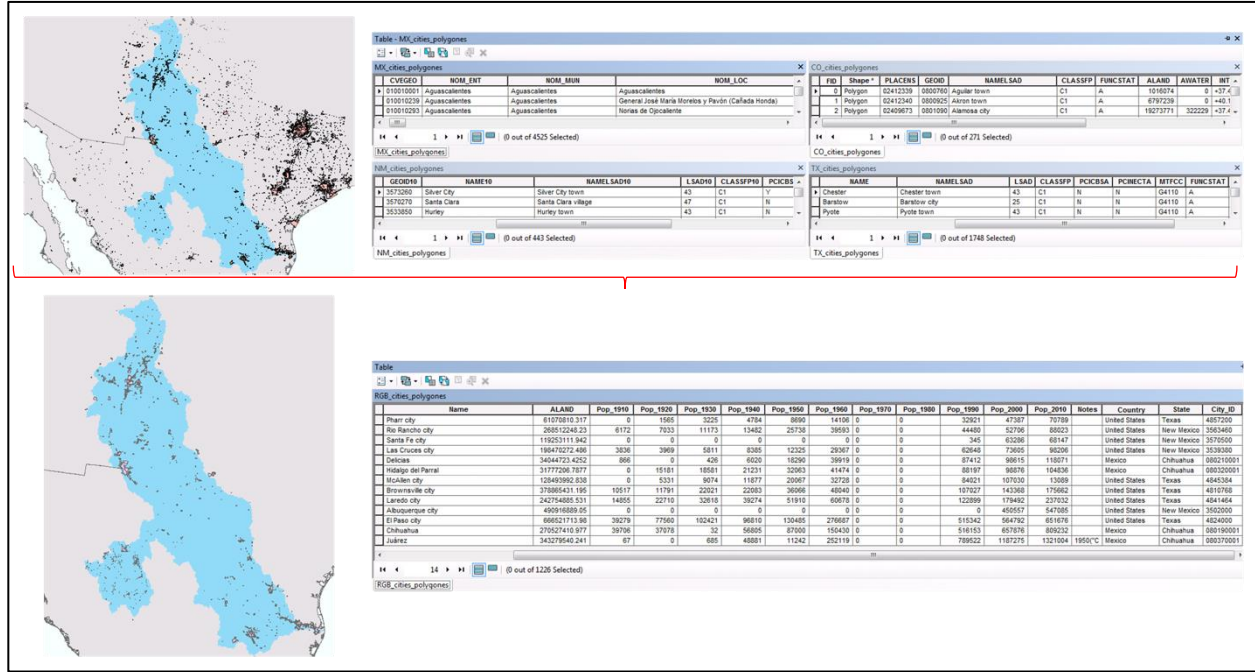 Table - MX_cities_polygones
MX_cities_polygones
CVEGEO NOM_ENT NOM_MUN NOM_LOC
010010001 Aguascalientes Aguascalientes Aguascalientes
010010239 Aguascalientes Aguascalientes General José María Morelos y Pavón (Cañada Honda)
010010293 Aguascalientes Aguascalientes Norias de Ojocaliente
1 (0 out of 4525 Selected)
MX_cities_polygones
CO_cities_polygones
FID Shape * PLACENS GEOID NAMELSAD CLASSFP FUNCSTAT ALAND AWATER INT
0 Polygon 02412339 0800760 Aguilar town C1 A 1016074 0 +37.4
1 Polygon 02412340 0800925 Akron town C1 A 6797239 0 +40.1
2 Polygon 02409673 0801090 Alamosa city C1 A 19273771 322229 +37.4
1 (0 out of 271 Selected)
CO_cities_polygones
NM_cities_polygones
GEOID10 NAME10 NAMELSAD10 LSAD10 CLASSFP10 PCICBS
3573260 Silver City Silver City town 43 C1 Y
3570270 Santa Clara Santa Clara village 47 C1 N
3533850 Hurley Hurley town 43 C1 N
1 (0 out of 443 Selected)
NM_cities_polygones
TX_cities_polygones
NAME NAMELSAD LSAD CLASSFP PCICBSA PCINECTA MTFCC FUNCSTAT
Chester Chester town 43 C1 N N G4110 A
Barstow Barstow city 25 C1 N N G4110 A
Pyote Pyote town 43 C1 N N G4110 A
1 (0 out of 1748 Selected)
TX_cities_polygones
Table
RGB_cities_polygones
Name ALAND Pop_1910 Pop_1920 Pop_1930 Pop_1940 Pop_1950 Pop_1960 Pop_1970 Pop_1980 Pop_1990 Pop_2000 Pop_2010 Notes Country State City_ID
Pharr city 61070810.317 0 1565 3225 4784 8690 14106 0 0 32921 47387 70789 United States Texas 4857200
Rio Rancho city 268512248.23 6172 7033 11173 13482 25738 39593 0 0 44480 52706 88023 United States New Mexico 3563460
Santa Fe city 119253111.942 0 0 0 0 0 0 0 0 345 63286 68147 United States New Mexico 3570500
Las Cruces city 198470272.486 3836 3969 5811 8385 12325 29367 0 0 62648 73605 98206 United States New Mexico 3539380
Delicias 34044723.4252 866 0 426 6020 18290 39919 0 0 87412 98615 118071 Mexico Chihuahua 080210001
Hidalgo del Parral 31777206.7877 0 15181 18581 21231 32063 41474 0 0 88197 98876 104836 Mexico Chihuahua 080320001
McAllen city 128493992.838 0 5331 9074 11877 20067 32728 0 0 84021 107030 13089 United States Texas 4845384
Brownsville city 378865431.195 10517 11791 22021 22083 36066 48040 0 0 107027 143368 175662 United States Texas 4810768
Laredo city 242754885.531 14855 22710 32618 39274 51910 60678 0 0 122899 179492 237032 United States Texas 4841464
Albuquerque city 490916889.05 0 0 0 0 0 0 0 0 0 450557 547085 United States New Mexico 3502000
El Paso city 666521713.98 39279 77560 102421 96810 130485 276687 0 0 515342 564792 651676 United States Texas 4824000
Chihuahua 270527410.977 39706 37078 32 56805 87000 150430 0 0 516153 657876 809232 Mexico Chihuahua 080190001
Juárez 343279540.241 67 0 685 48881 11242 252119 0 0 789522 1187275 1321004 1950("C Mexico Chihuahua 080370001
14 (0 out of 1226 Selected)
RGB_cities_polygones